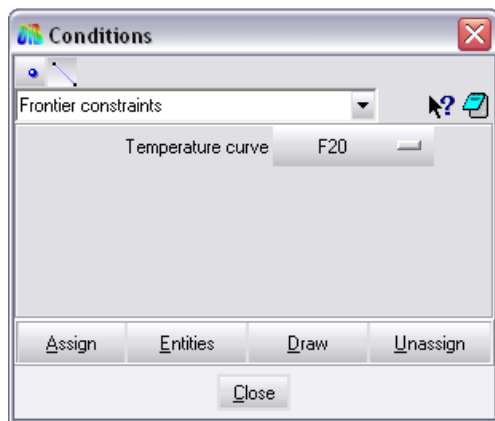 Conditions
Frontier constraints
Temperature curve F20
Assign Entities Draw Unassign
Close